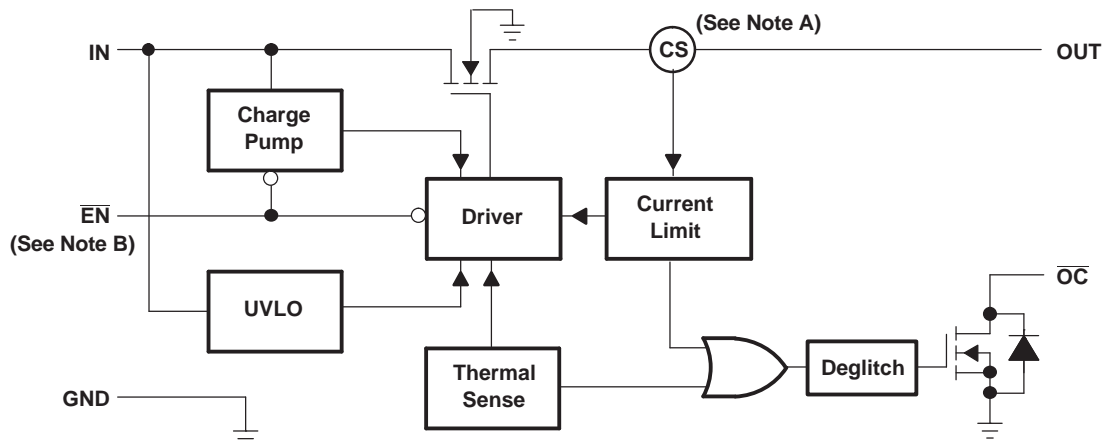 (See Note A)
IN
CS
OUT
Charge
Pump
EN
(See Note B)
Driver
Current
Limit
OC
UVLO
Thermal
Sense
Deglitch
GND